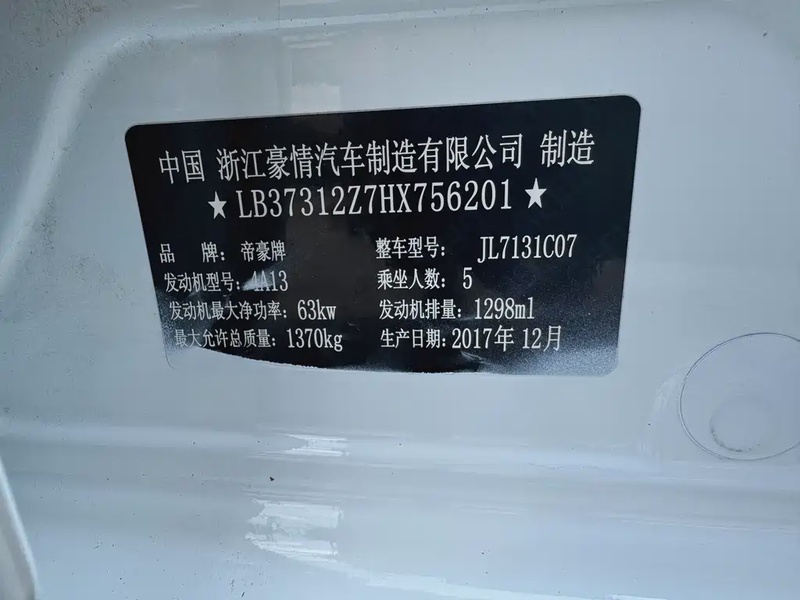 中国 浙江豪情汽车制造有限公司 制造
★LB37312Z7HX756201★
品 牌：帝豪牌 整车型号：JL7131C07
发动机型号：4A13 乘坐人数：5
发动机最大净功率：63kw 发动机排量：1298ml
最大允许总质量：1370kg 生产日期：2017年12月